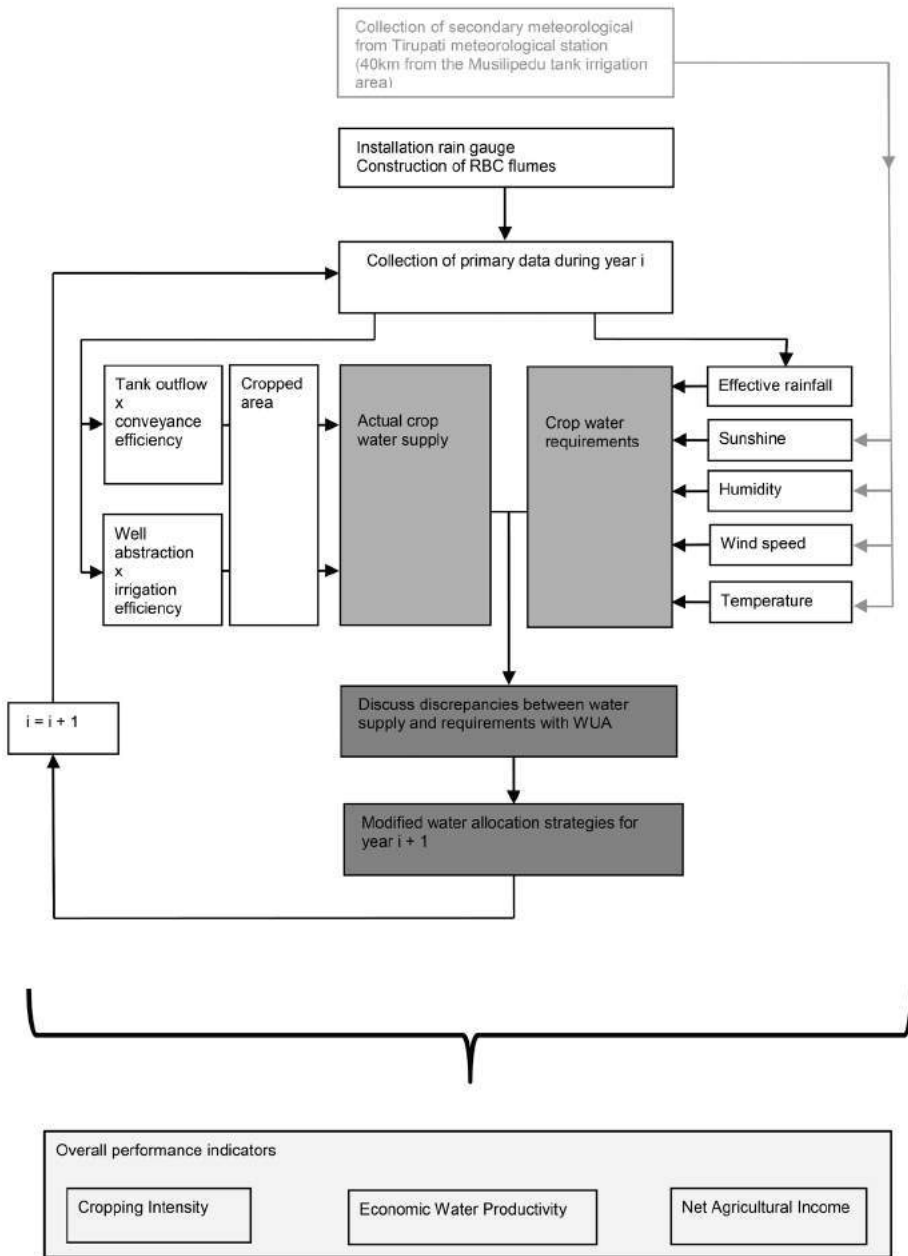 Collection of secondary meteorological
from Tirupati meteorological station
(40km from the Musilipedu tank irrigation
area)
Installation rain gauge
Construction of RBC flumes
Collection of primary data during year i
Tank outflow
x
conveyance
efficiency
Cropped
area
Actual crop
water supply
Crop water
requirements
Effective rainfall
Sunshine
Humidity
Well
abstraction
x
irrigation
efficiency
Wind speed
Temperature
Discuss discrepancies between water
supply and requirements with WUA
i = i + 1
Modified water allocation strategies for
year i + 1
Overall performance indicators
Cropping Intensity
Economic Water Productivity
Net Agricultural Income